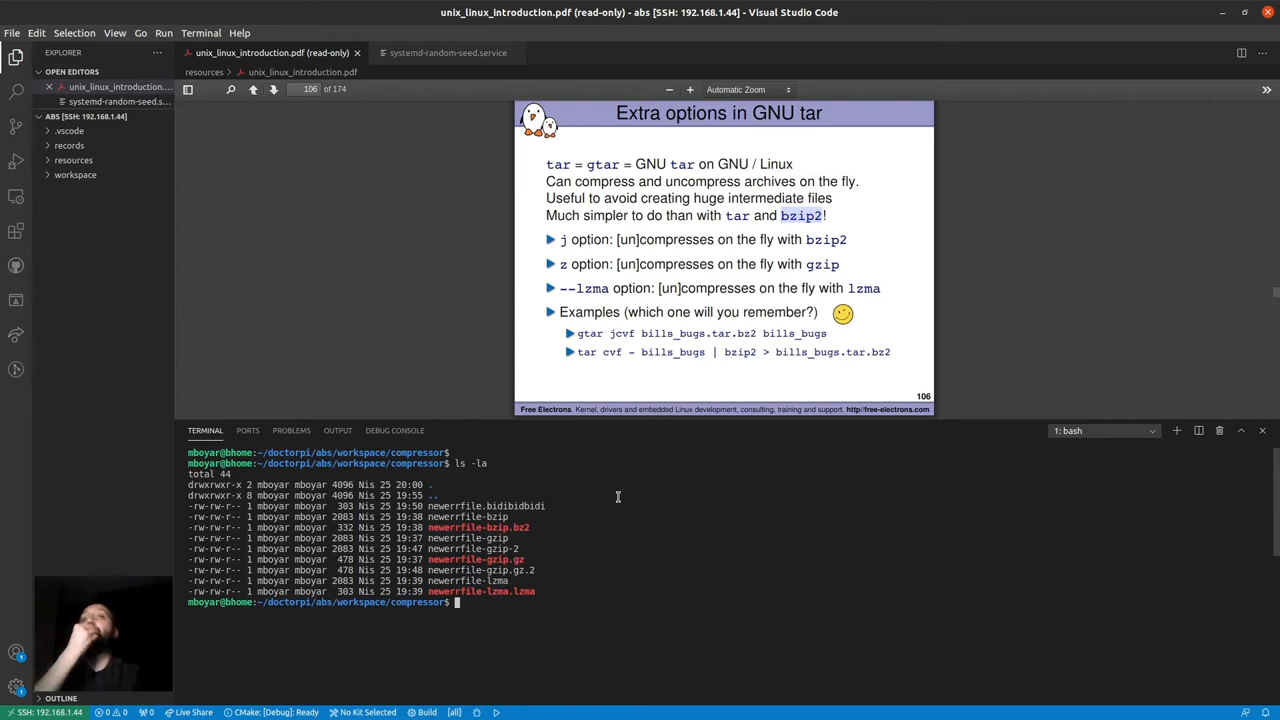 unix_linux_introduction.pdf (read-only) - abs [SSH: 192.168.1.44] - Visual Studio Code
File Edit Selection View Go Run Terminal Help
EXPLORER
OPEN EDITORS
unix_linux_introduction....
systemd-random-seed.s...
ABS [SSH: 192.168.1.44]
.vscode
records
resources
workspace
OUTLINE
unix_linux_introduction.pdf (read-only) systemd-random-seed.service
resources unix_linux_introduction.pdf
106 of 174 Automatic Zoom
Extra options in GNU tar
tar = gtar = GNU tar on GNU / Linux
Can compress and uncompress archives on the fly.
Useful to avoid creating huge intermediate files
Much simpler to do than with tar and bzip2!
j option: [un]compresses on the fly with bzip2
z option: [un]compresses on the fly with gzip
--lzma option: [un]compresses on the fly with lzma
Examples (which one will you remember?)
gtar jcvf bills_bugs.tar.bz2 bills_bugs
tar cvf - bills_bugs | bzip2 > bills_bugs.tar.bz2
106
Free Electrons. Kernel, drivers and embedded Linux development, consulting, training and support. http//free-electrons.com
TERMINAL PORTS PROBLEMS OUTPUT DEBUG CONSOLE 1: bash
mboyar@bhome:~/doctorpi/abs/workspace/compressor$
mboyar@bhome:~/doctorpi/abs/workspace/compressor$ ls -la
total 44
drwxrwxr-x 2 mboyar mboyar 4096 Nis 25 20:00 .
drwxrwxr-x 8 mboyar mboyar 4096 Nis 25 19:55 ..
-rw-rw-r-- 1 mboyar mboyar 303 Nis 25 19:50 newerrfile.bidibidbidi
-rw-rw-r-- 1 mboyar mboyar 2083 Nis 25 19:38 newerrfile-bzip
-rw-rw-r-- 1 mboyar mboyar 332 Nis 25 19:38 newerrfile-bzip.bz2
-rw-rw-r-- 1 mboyar mboyar 2083 Nis 25 19:37 newerrfile-gzip
-rw-rw-r-- 1 mboyar mboyar 2083 Nis 25 19:47 newerrfile-gzip-2
-rw-rw-r-- 1 mboyar mboyar 478 Nis 25 19:37 newerrfile-gzip.gz
-rw-rw-r-- 1 mboyar mboyar 478 Nis 25 19:48 newerrfile-gzip.gz.2
-rw-rw-r-- 1 mboyar mboyar 2083 Nis 25 19:39 newerrfile-lzma
-rw-rw-r-- 1 mboyar mboyar 303 Nis 25 19:39 newerrfile-lzma.lzma
mboyar@bhome:~/doctorpi/abs/workspace/compressor$
SSH: 192.168.1.44 0 0 0 Live Share CMake: [Debug]: Ready No Kit Selected Build [all]